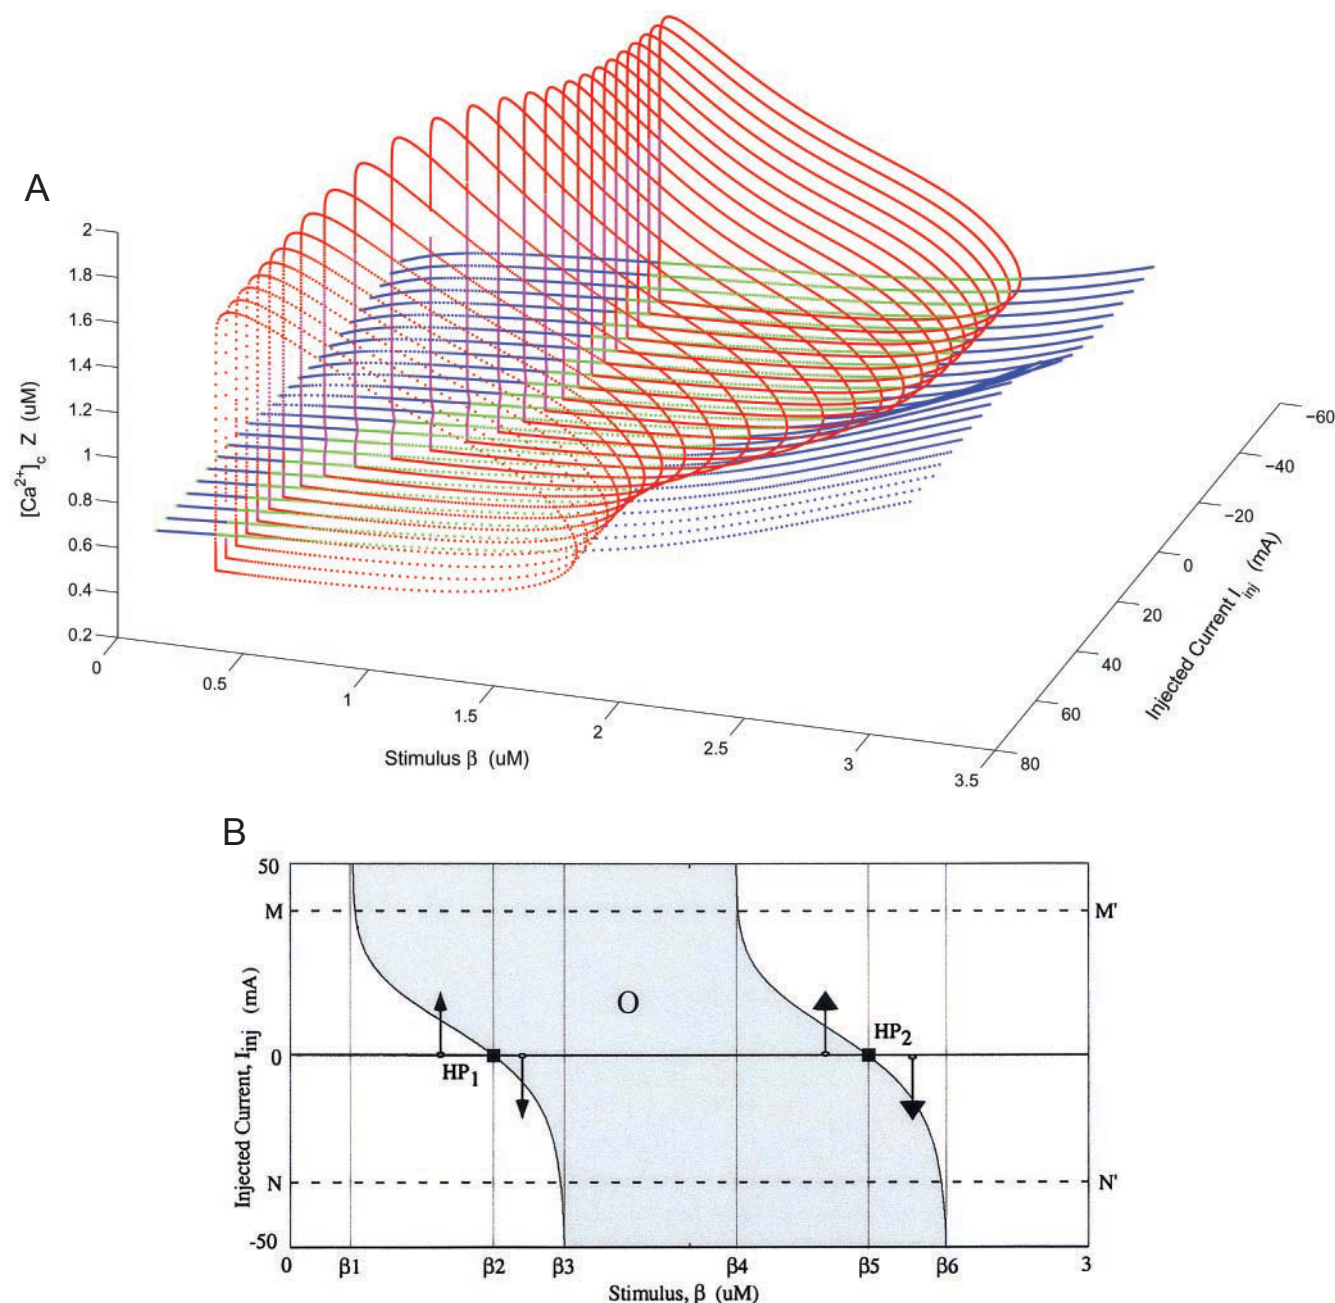 A
2
1.8
1.6
1.4
1.2
1
0.8
0.6
0.4
0.2
[Ca²⁺]c Z (uM)
0
0.5
1
1.5
2
2.5
3
3.5
Stimulus β (uM)
−60
−40
−20
0
20
40
60
80
Injected Current I_inj (mA)
B
50
M
M'
O
HP₂
0
HP₁
N
N'
-50
Injected Current, I_inj (mA)
0 β1 β2 β3 β4 β5 β6 3
Stimulus, β (uM)